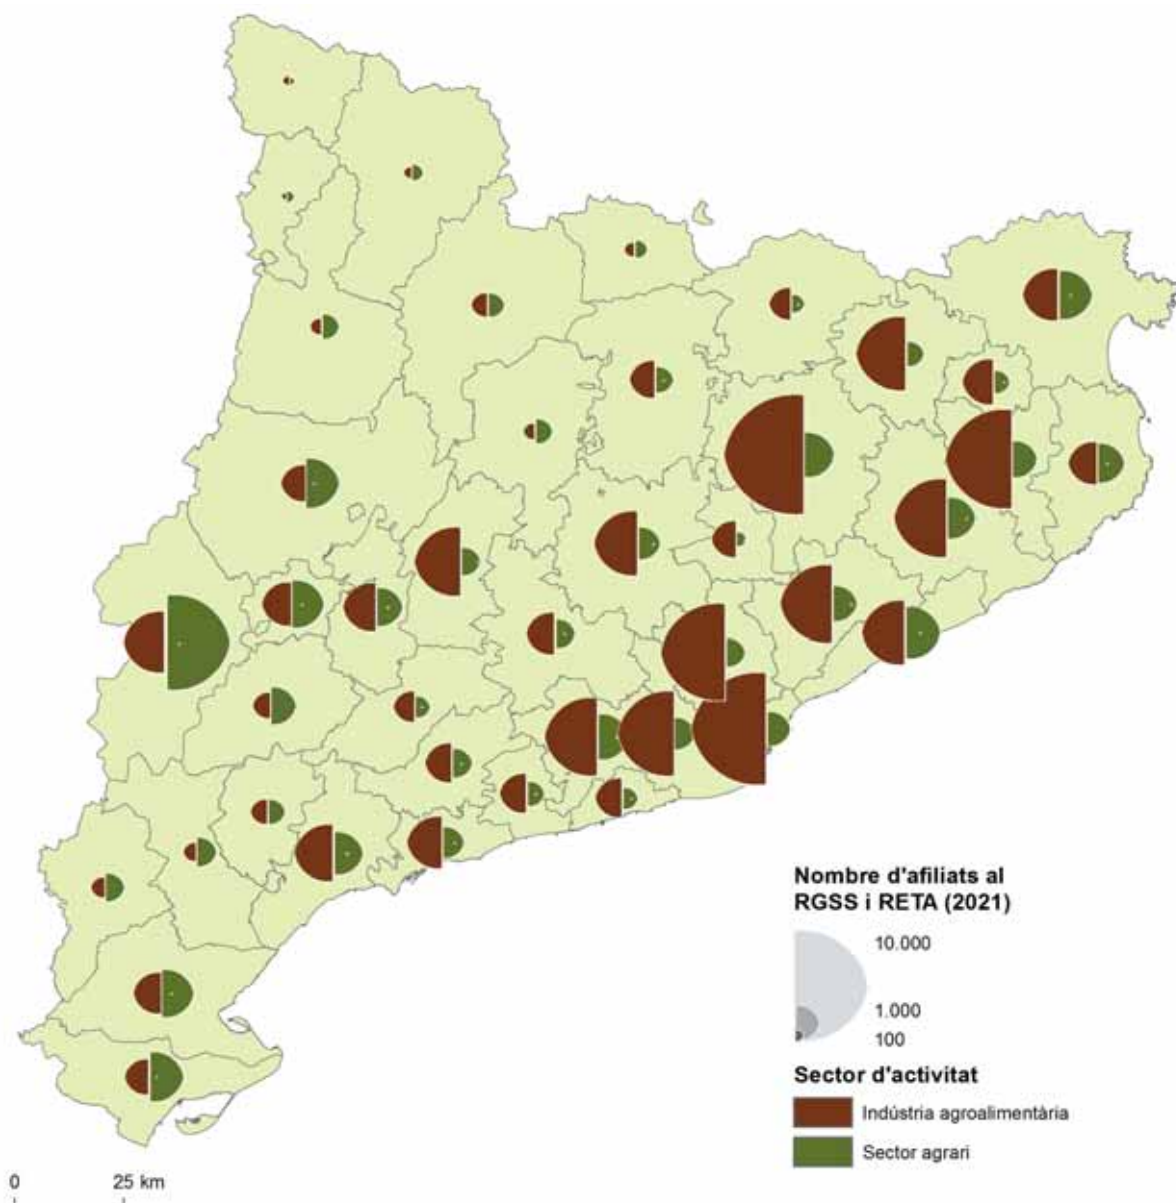 Nombre d'afiliats al
RGSS i RETA (2021)
10.000
1.000
100
Sector d'activitat
Indústria agroalimentària
Sector agrari
0 25 km